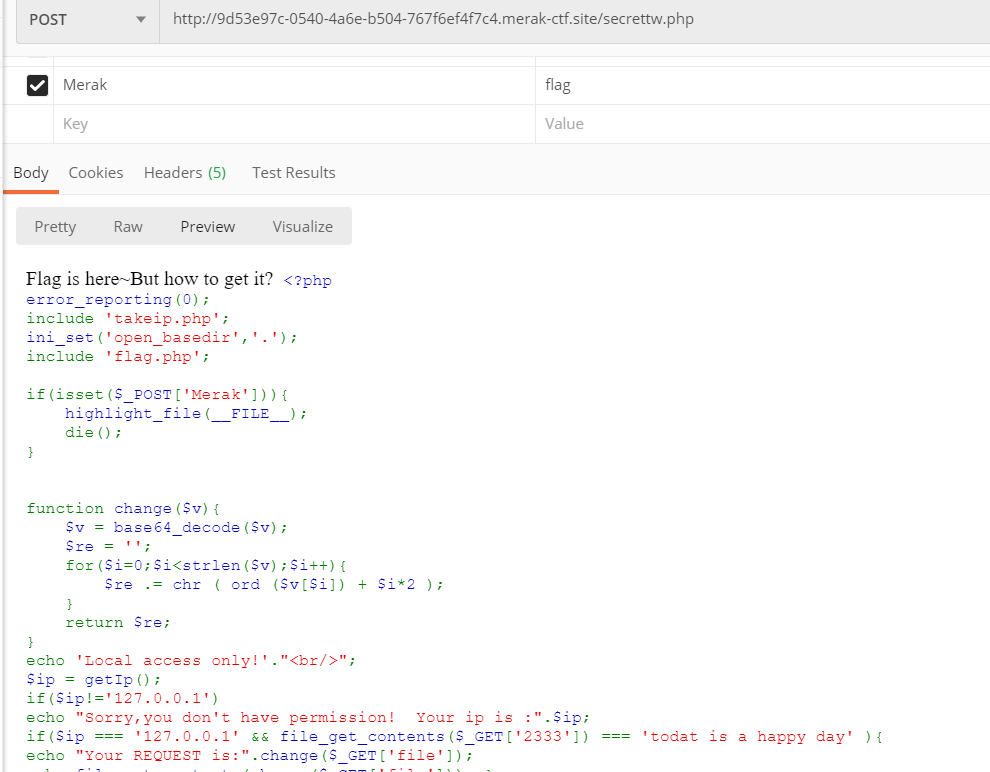 POST http://9d53e97c-0540-4a6e-b504-767f6ef4f7c4.merak-ctf.site/secrettw.php
Merak flag
Key Value
Body Cookies Headers (5) Test Results
Pretty Raw Preview Visualize
Flag is here~But how to get it? <?php
error_reporting(0);
include 'takeip.php';
ini_set('open_basedir','.');
include 'flag.php';
if(isset($_POST['Merak'])){
    highlight_file(__FILE__);
    die();
}
function change($v){
    $v = base64_decode($v);
    $re = '';
    for($i=0;$i<strlen($v);$i++){
        $re .= chr ( ord ($v[$i]) + $i*2 );
    }
    return $re;
}
echo 'Local access only!'."<br/>";
$ip = getIp();
if($ip!='127.0.0.1')
echo "Sorry,you don't have permission!  Your ip is :".$ip;
if($ip === '127.0.0.1' && file_get_contents($_GET['2333']) === 'todat is a happy day' ){
echo "Your REQUEST is:".change($_GET['file']);